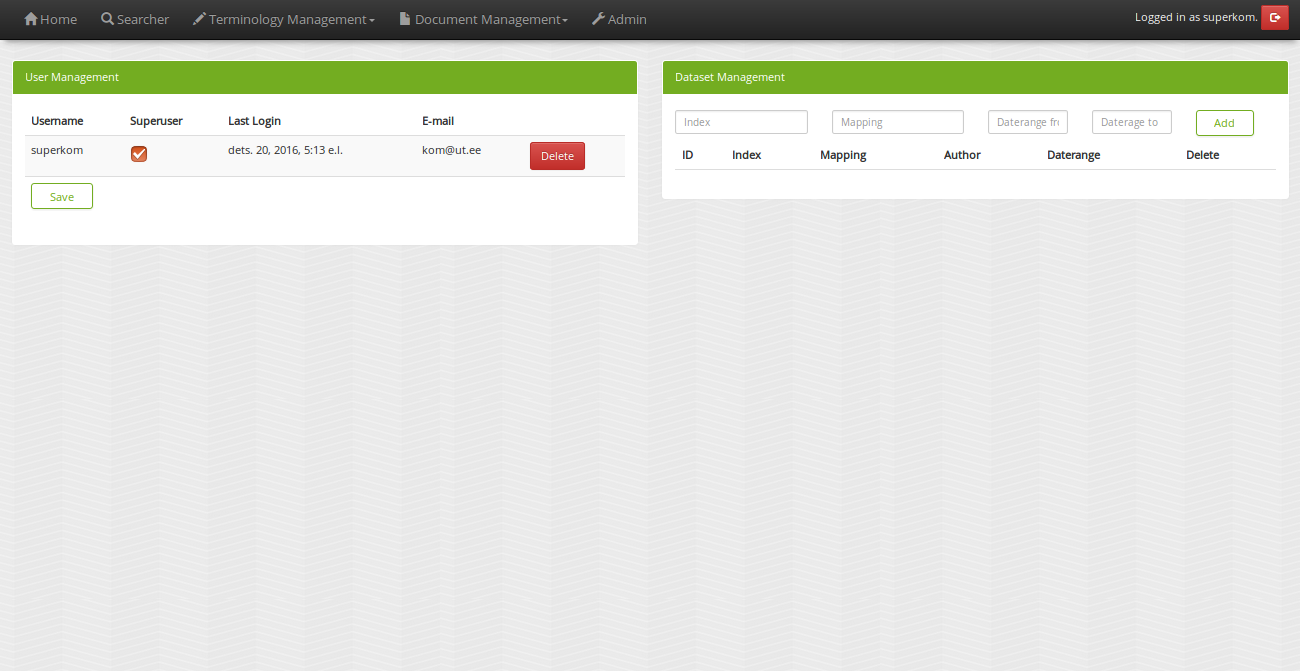 Home Searcher Terminology Management Document Management Admin Logged in as superkom.
User Management
Username Superuser Last Login E-mail
superkom dets. 20, 2016, 5:13 e.l. kom@ut.ee Delete
Save
Dataset Management
Index Mapping Daterange fr Daterage to Add
ID Index Mapping Author Daterange Delete